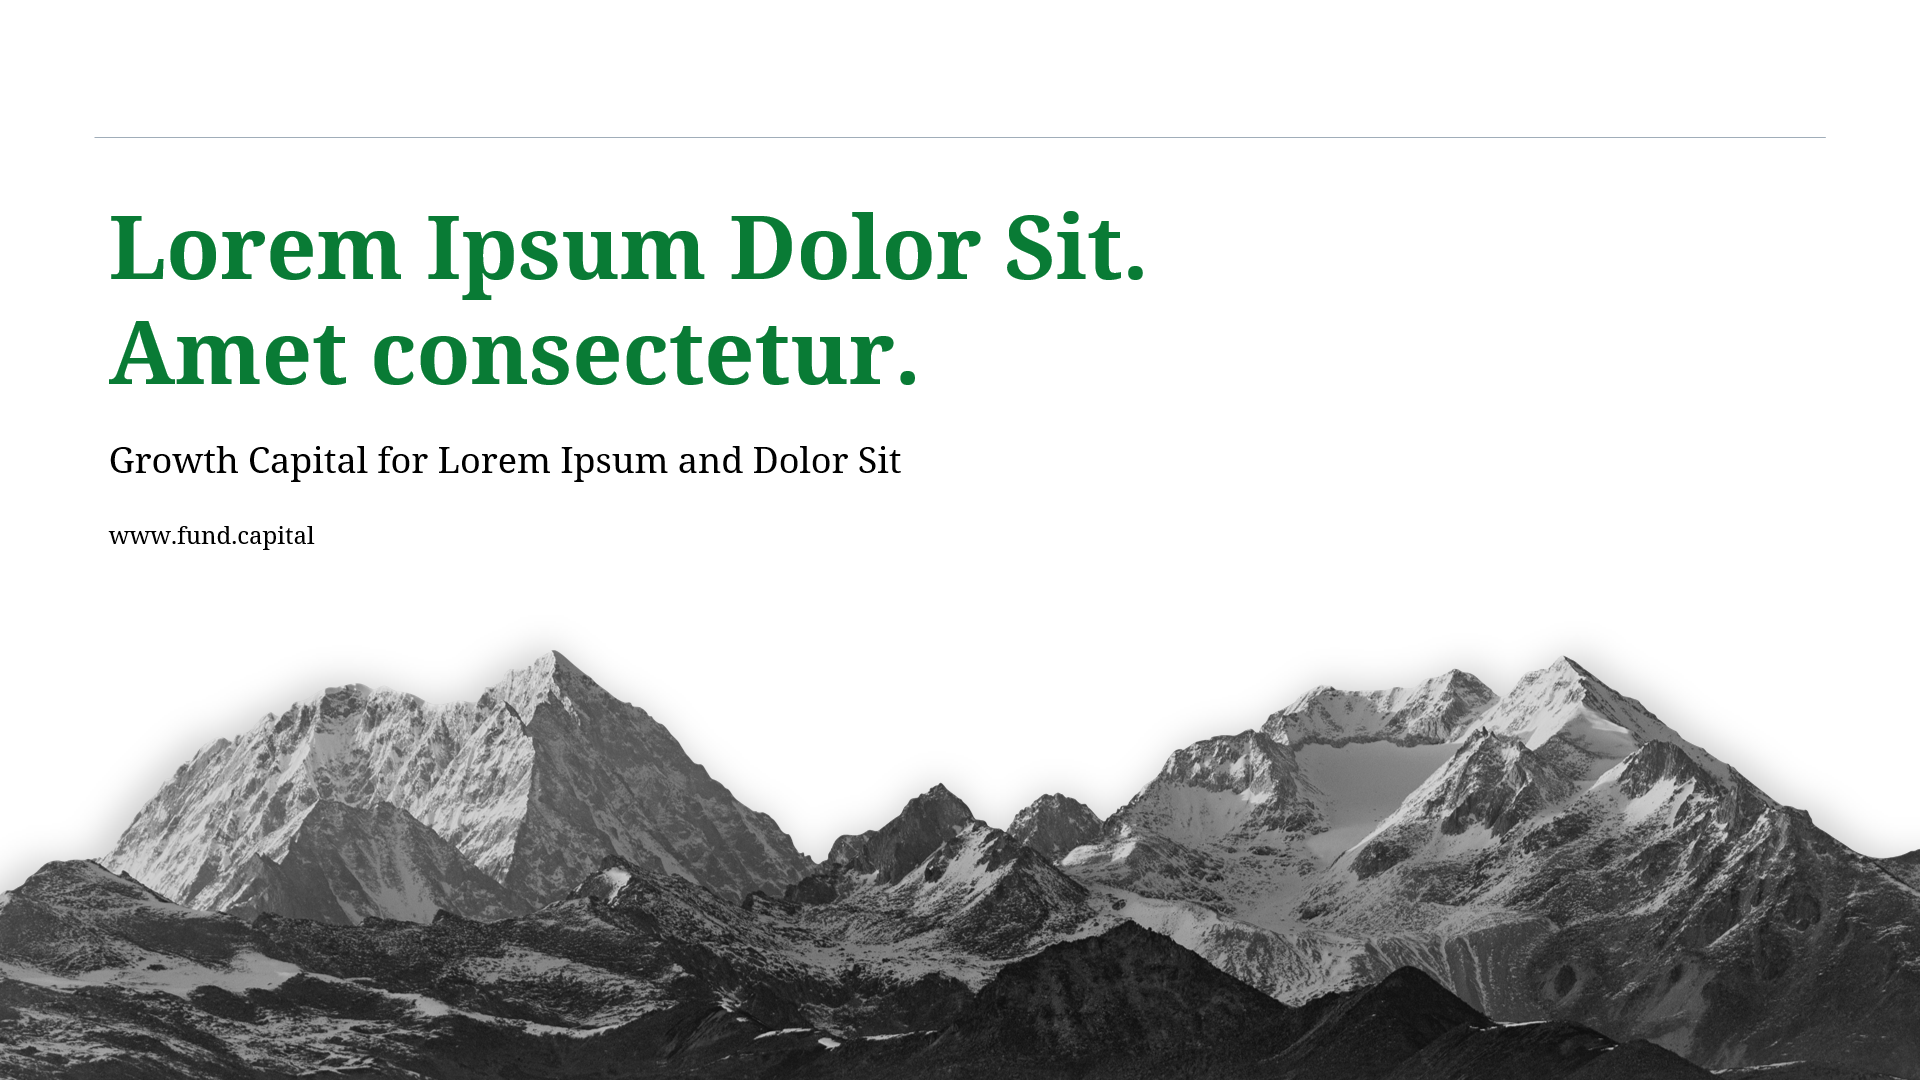 Lorem Ipsum Dolor Sit.
Amet consectetur.
Growth Capital for Lorem Ipsum and Dolor Sit
www.fund.capital